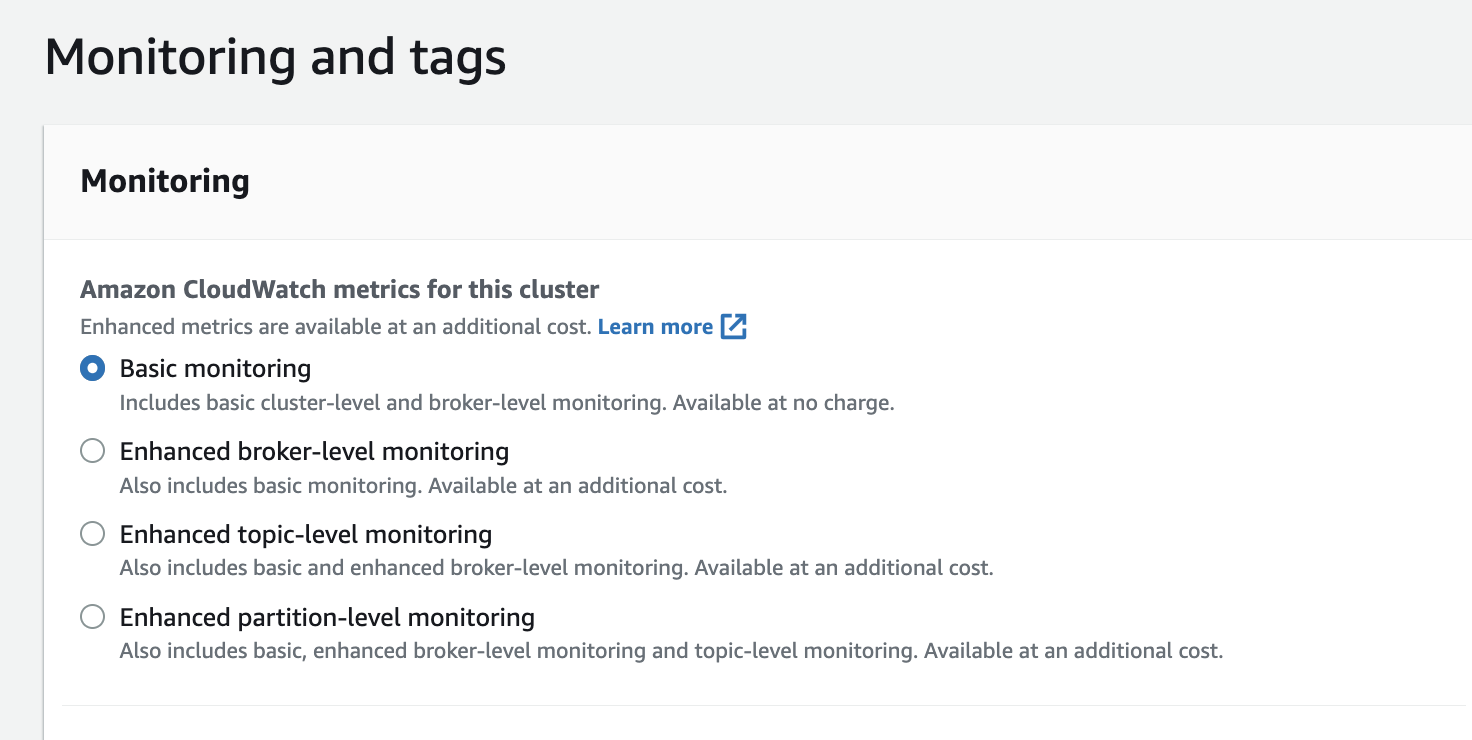 Monitoring and tags
Monitoring
Amazon CloudWatch metrics for this cluster
Enhanced metrics are available at an additional cost. Learn more
Basic monitoring
Includes basic cluster-level and broker-level monitoring. Available at no charge.
Enhanced broker-level monitoring
Also includes basic monitoring. Available at an additional cost.
Enhanced topic-level monitoring
Also includes basic and enhanced broker-level monitoring. Available at an additional cost.
Enhanced partition-level monitoring
Also includes basic, enhanced broker-level monitoring and topic-level monitoring. Available at an additional cost.